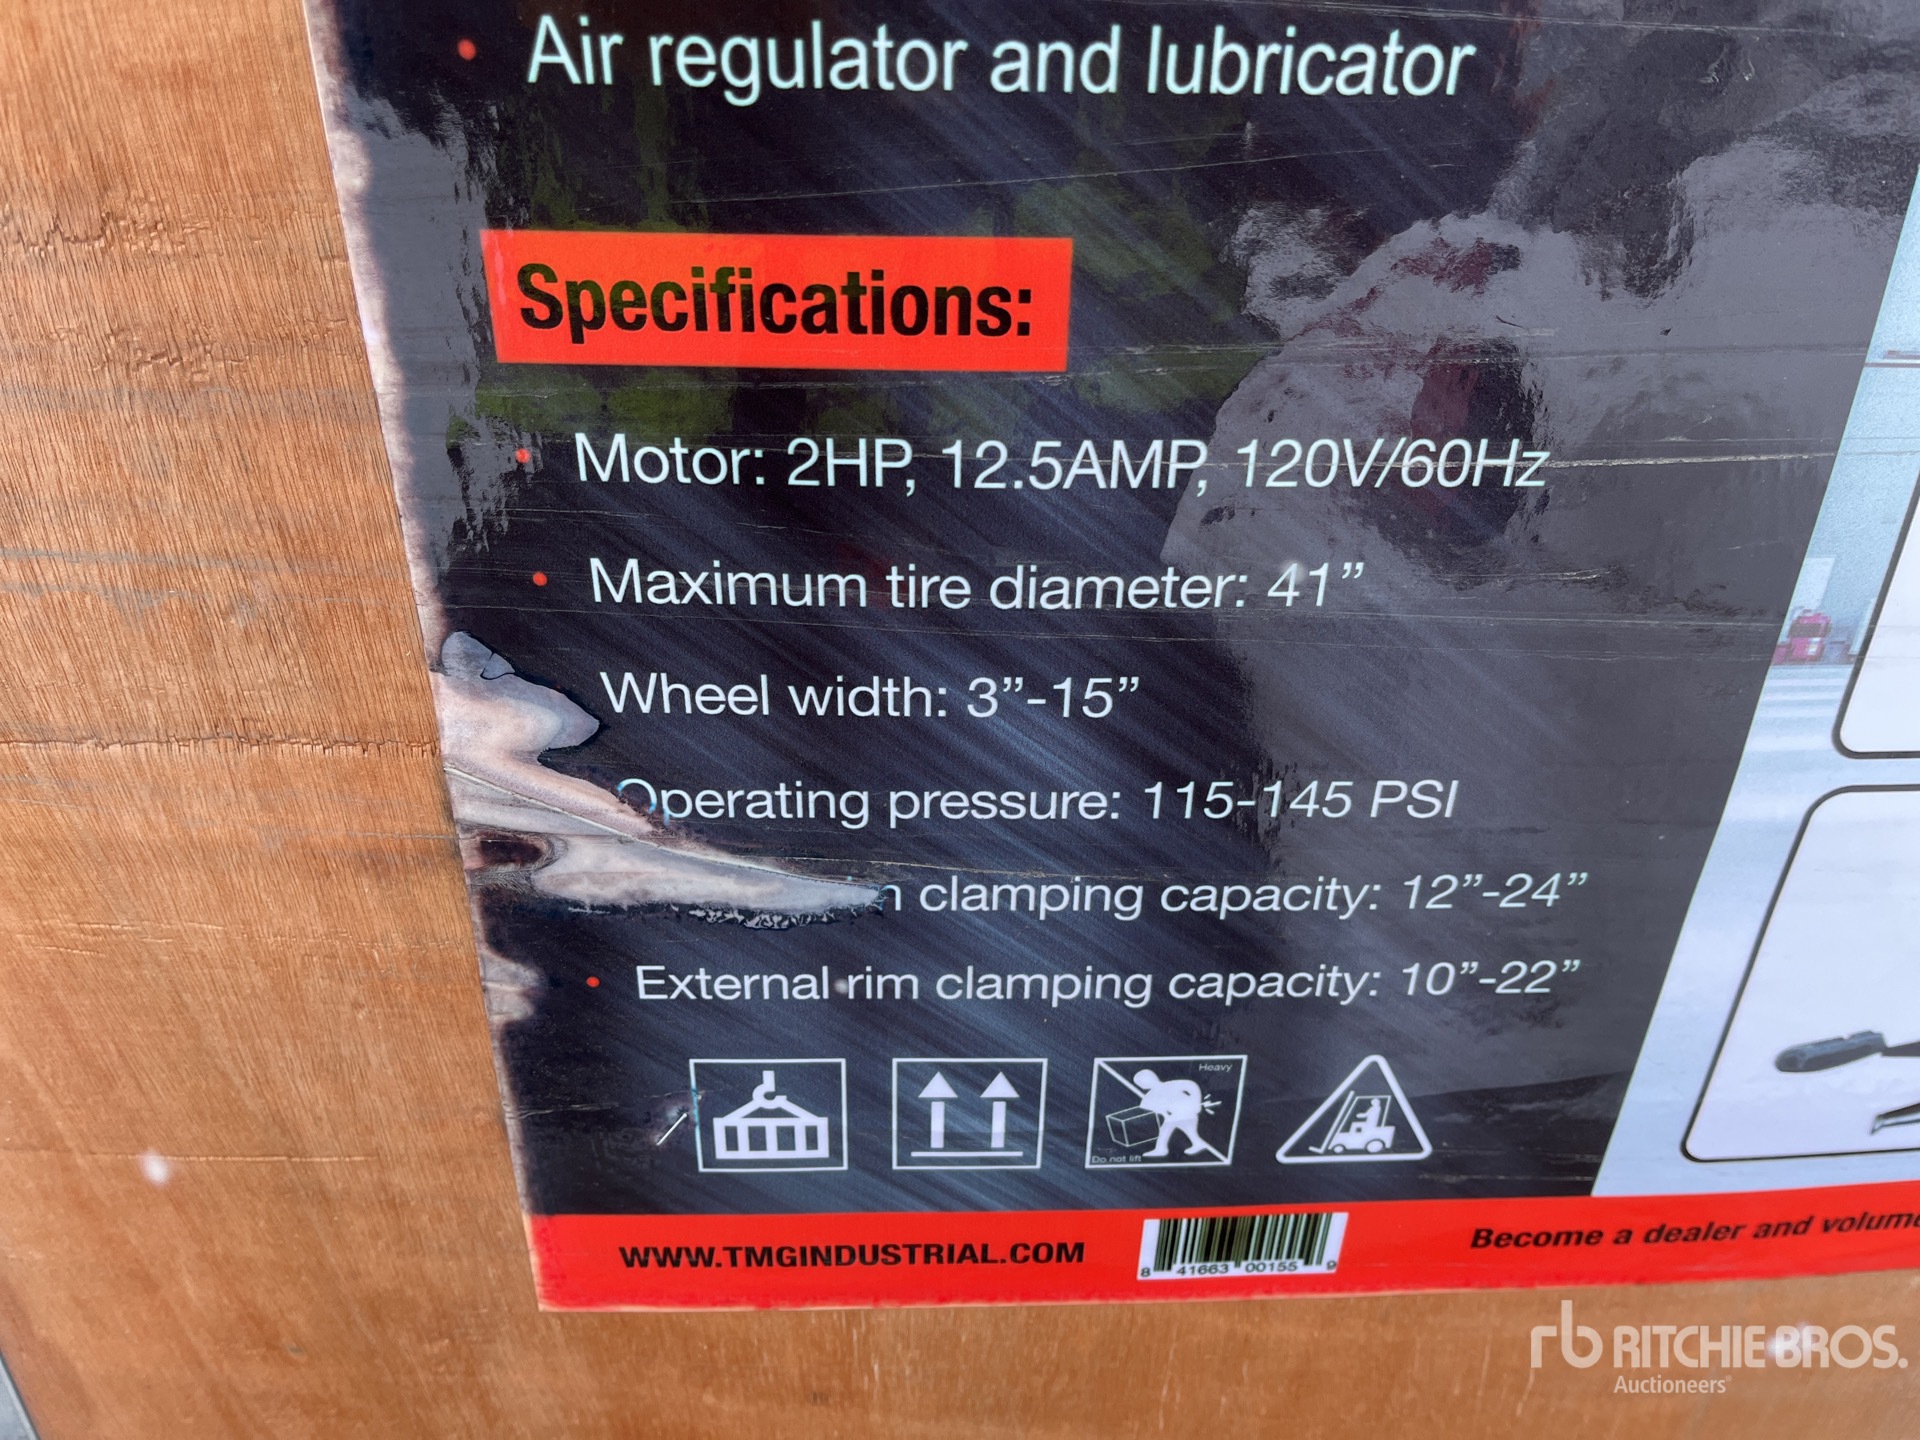 • Air regulator and lubricator
Specifications:
• Motor: 2HP, 12.5AMP, 120V/60Hz
• Maximum tire diameter: 41”
Wheel width: 3”-15”
Operating pressure: 115-145 PSI
clamping capacity: 12”-24”
• External rim clamping capacity: 10”-22”
Heavy
Do not lift
WWW.TMGINDUSTRIAL.COM
8 41663 00155 9
Become a dealer and
rb RITCHIE BROS.
Auctioneers